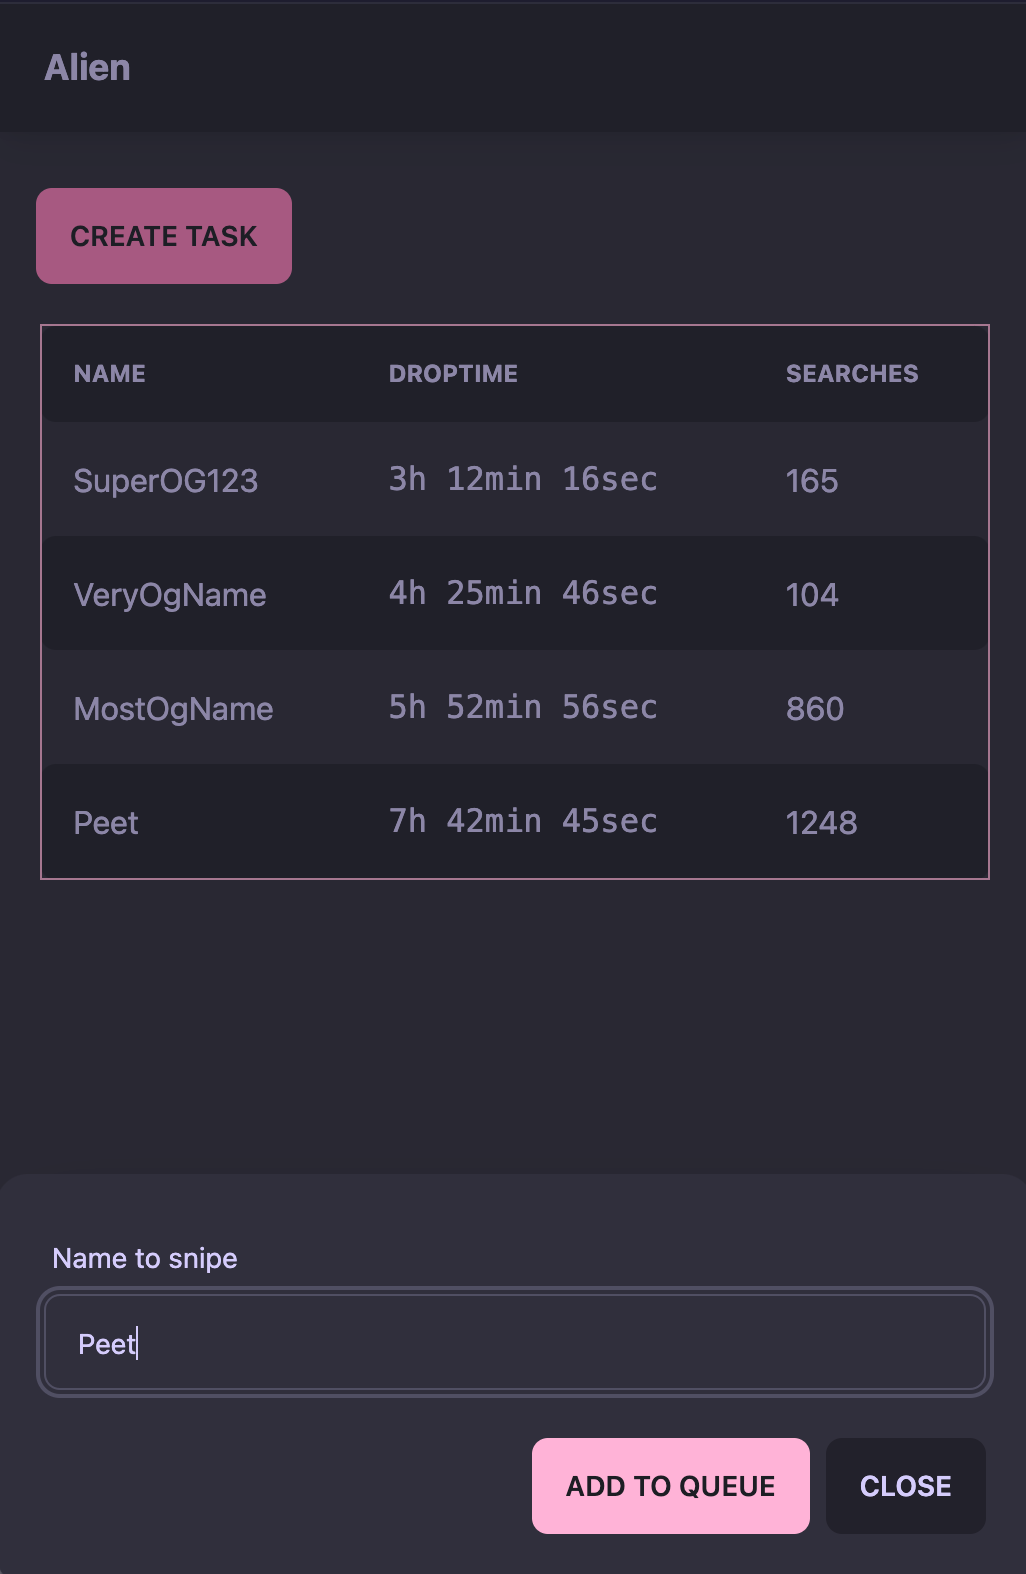 Alien
CREATE TASK
NAME DROPTIME SEARCHES
SuperOG123 3h 12min 16sec 165
VeryOgName 4h 25min 46sec 104
MostOgName 5h 52min 56sec 860
Peet 7h 42min 45sec 1248
Name to snipe
Peet
ADD TO QUEUE CLOSE